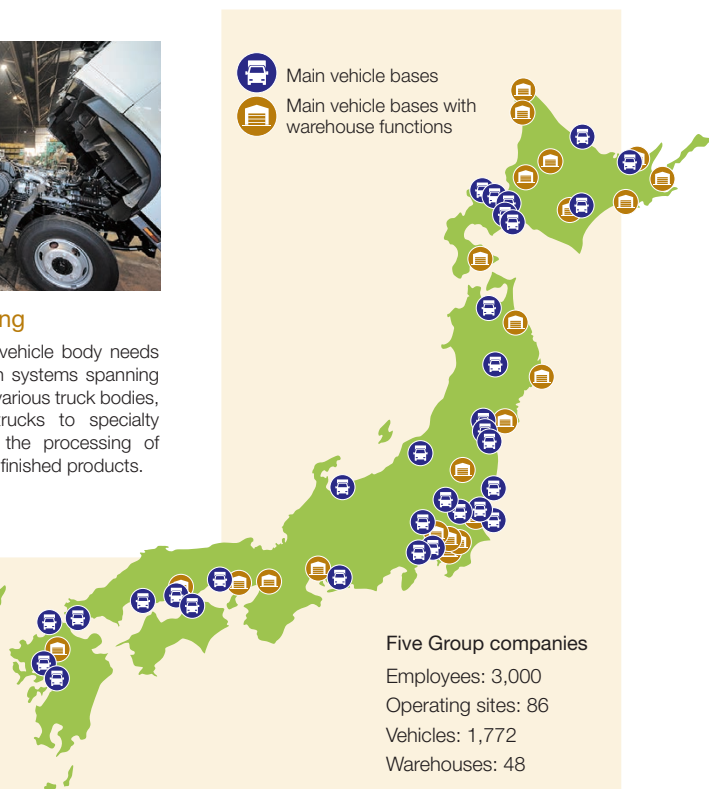 Main vehicle bases
Main vehicle bases with
warehouse functions
ng
vehicle body needs
systems spanning
various truck bodies,
rucks to specialty
the processing of
finished products.
Five Group companies
Employees: 3,000
Operating sites: 86
Vehicles: 1,772
Warehouses: 48